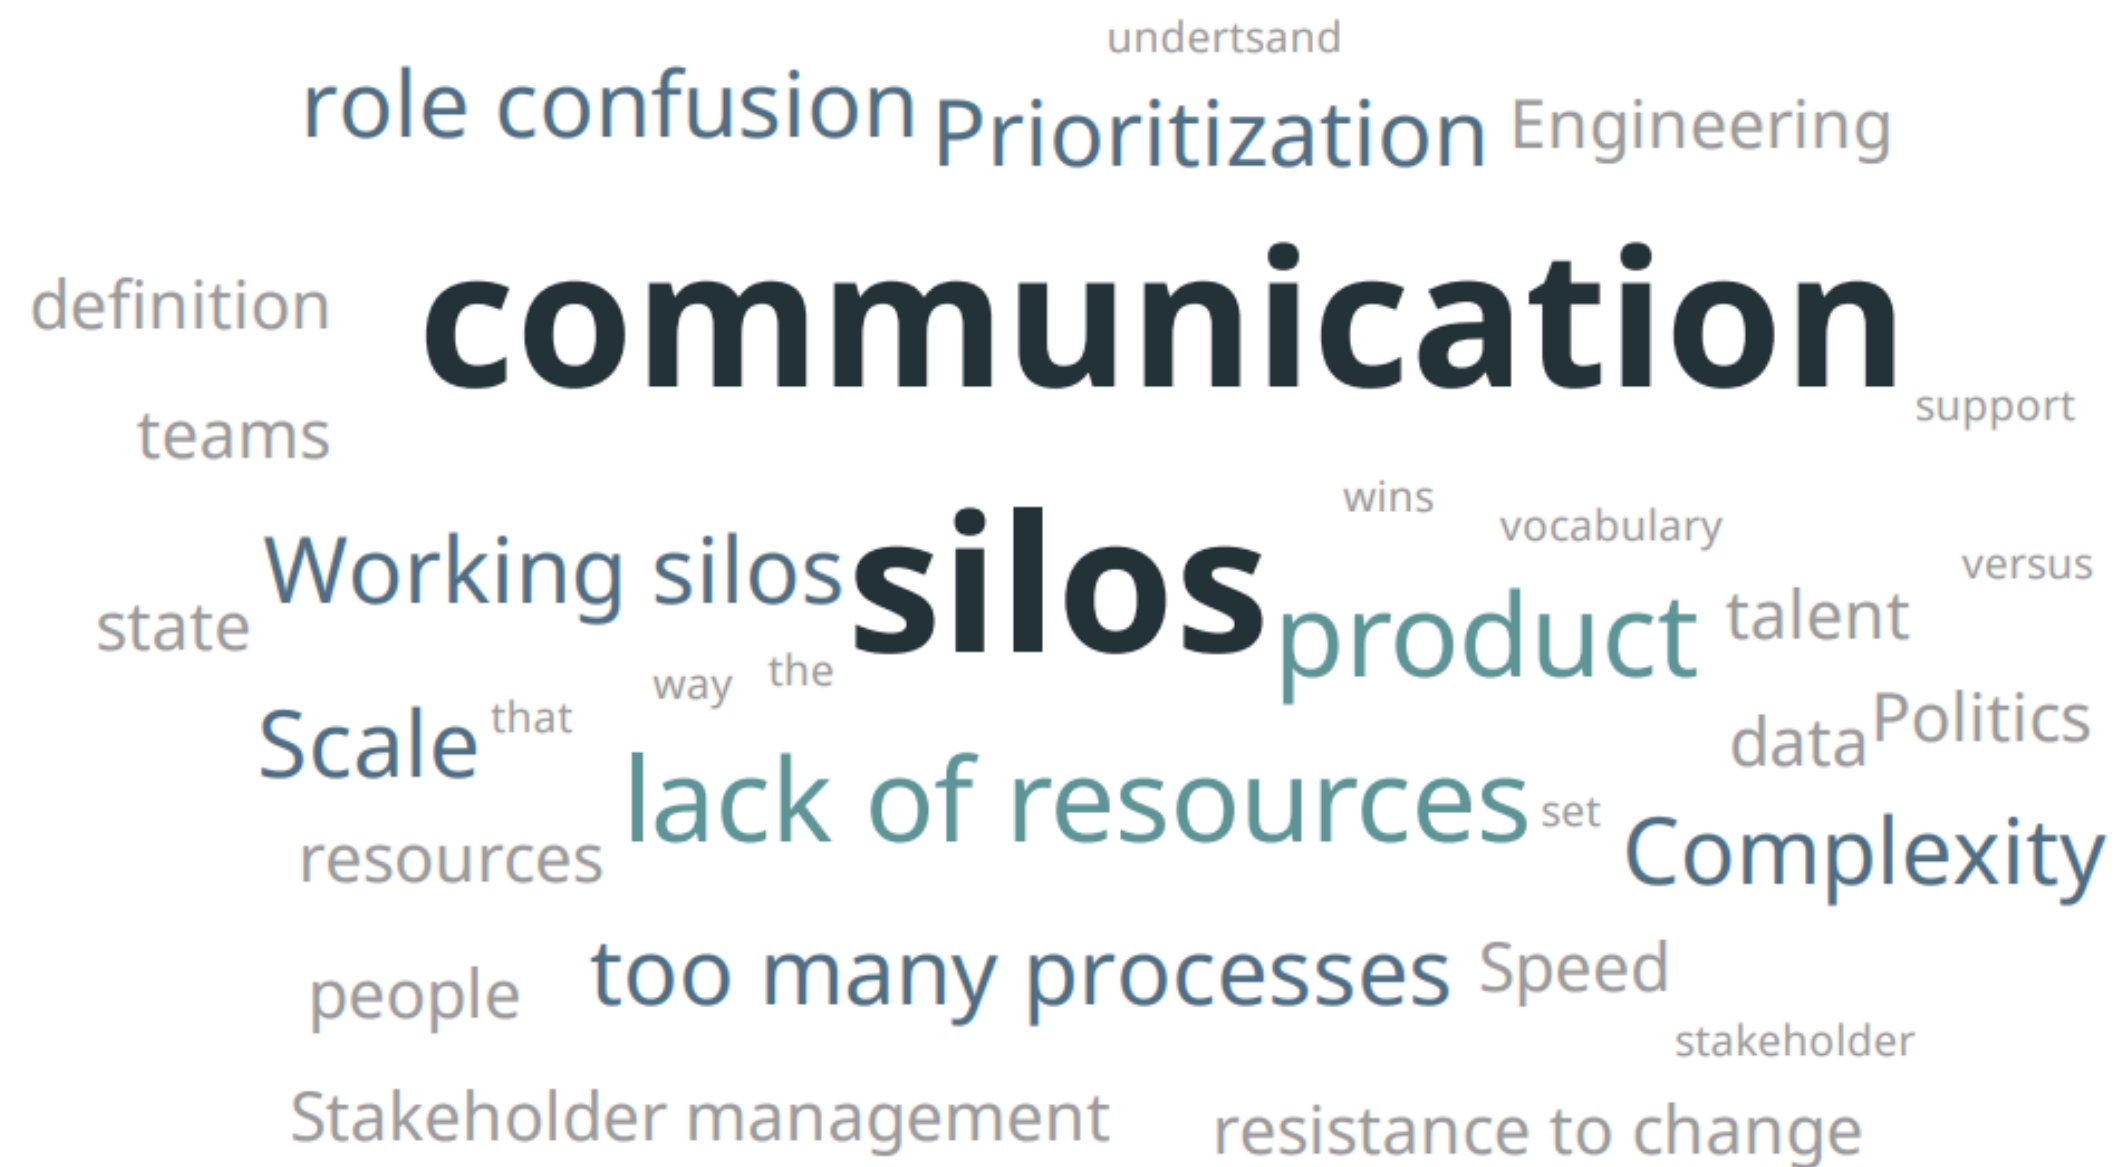 undertsand
role confusion
Prioritization
Engineering
communication
definition
support
teams
wins
vocabulary
versus
Working silos
silos
product
talent
state
way
the
that
Scale
data
Politics
lack of resources
set
Complexity
resources
too many processes
Speed
people
stakeholder
Stakeholder management
resistance to change